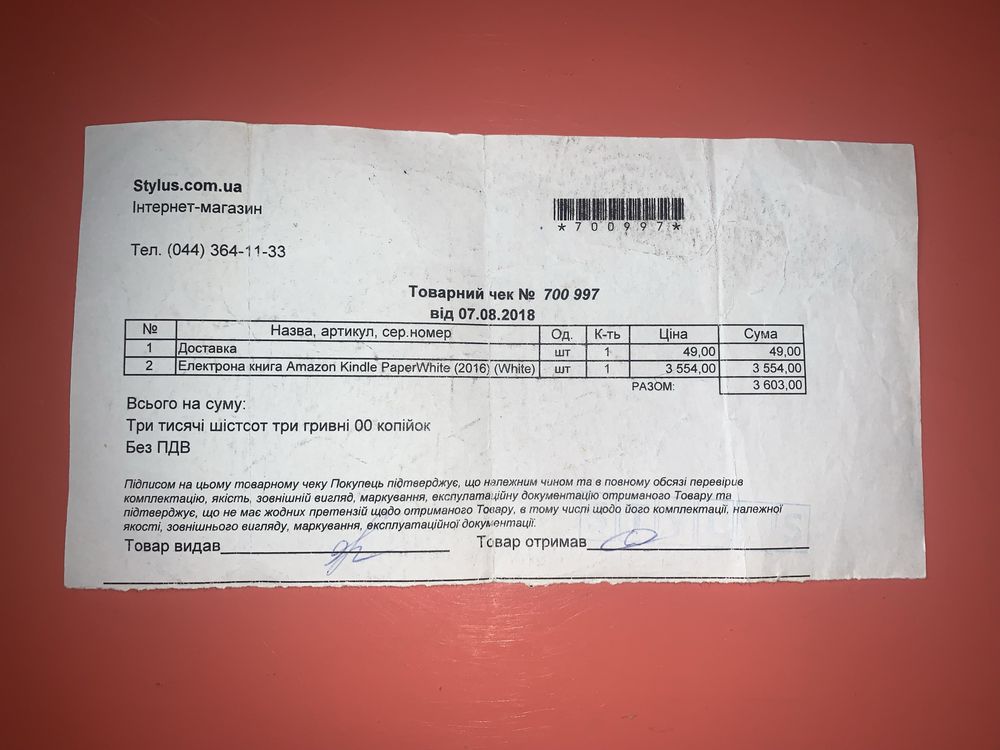 Stylus.com.ua
Інтернет-магазин
*700997*
Тел. (044) 364-11-33
Товарний чек № 700 997
від 07.08.2018
№ Назва, артикул, сер.номер Од. К-ть Ціна Сума
1 Доставка шт 1 49,00 49,00
2 Електрона книга Amazon Kindle PaperWhite (2016) (White) шт 1 3 554,00 3 554,00
РАЗОМ: 3 603,00
Всього на суму:
Три тисячі шістсот три гривні 00 копійок
Без ПДВ
Підписом на цьому товарному чеку Покупець підтверджує, що належним чином та в повному обсязі перевірив
комплектацію, якість, зовнішній вигляд, маркування, експулатаційну документацію отриманого Товару та
підтверджує, що не має жодних претензій щодо отриманого Товару, в тому числі щодо його комплектації, належної
якості, зовнішнього вигляду, маркування, експлуатаційної документації.
Товар видав Товар отримав